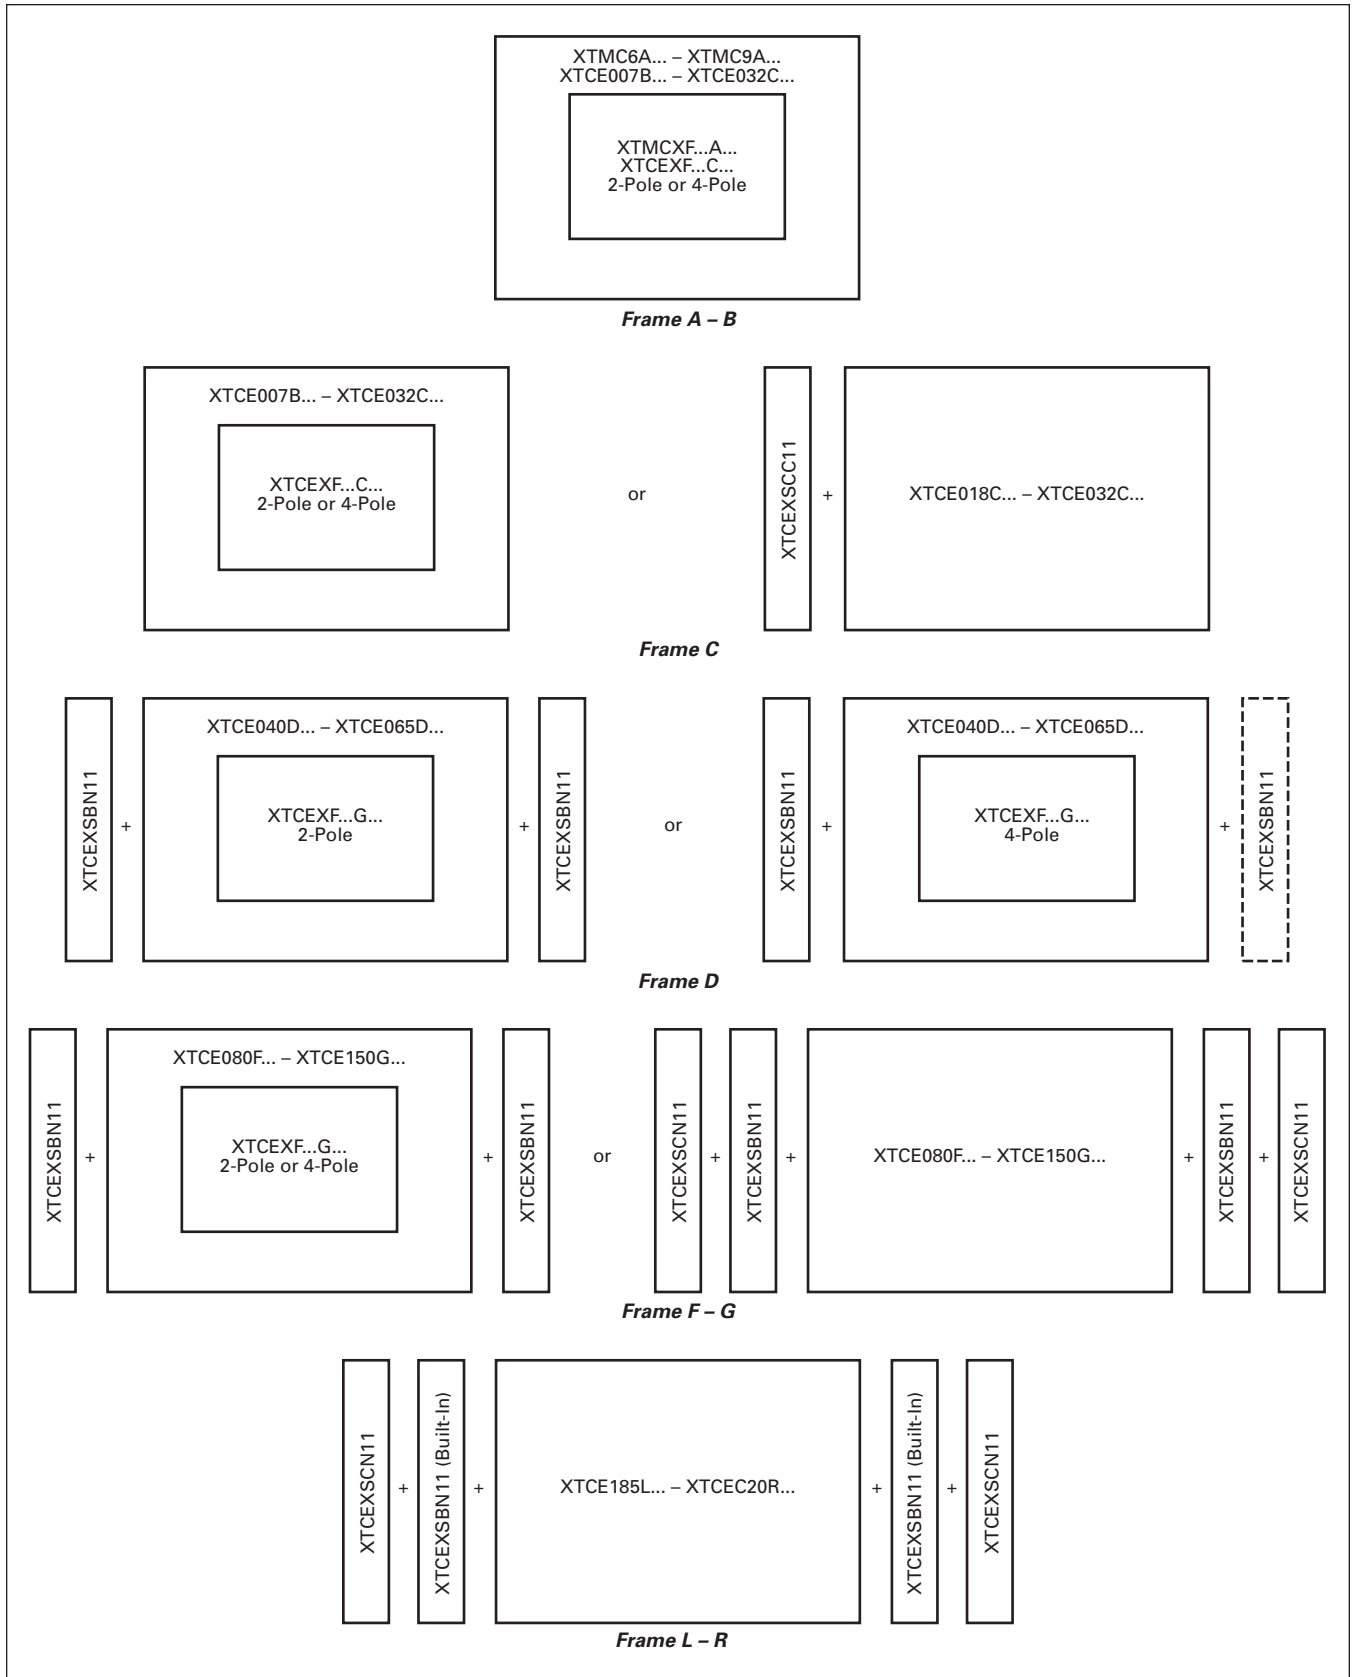 XTMC6A... – XTMC9A...
XTCE007B... – XTCE032C...
XTMCXF...A...
XTCEXF...C...
2-Pole or 4-Pole
Frame A – B
XTCE007B... – XTCE032C...
XTCEXF...C...
2-Pole or 4-Pole
or
XTCEXSCC11
+
XTCE018C... – XTCE032C...
Frame C
XTCEXSBN11
+
XTCE040D... – XTCE065D...
XTCEXF...G...
2-Pole
+
XTCEXSBN11
or
XTCEXSBN11
+
XTCE040D... – XTCE065D...
XTCEXF...G...
4-Pole
+
XTCEXSBN11
Frame D
XTCEXSBN11
+
XTCE080F... – XTCE150G...
XTCEXF...G...
2-Pole or 4-Pole
+
XTCEXSBN11
or
XTCEXSCN11
+
XTCEXSBN11
+
XTCE080F... – XTCE150G...
+
XTCEXSBN11
+
XTCEXSCN11
Frame F – G
XTCEXSCN11
+
XTCEXSBN11 (Built-In)
+
XTCE185L... – XTCEC20R...
+
XTCEXSBN11 (Built-In)
+
XTCEXSCN11
Frame L – R